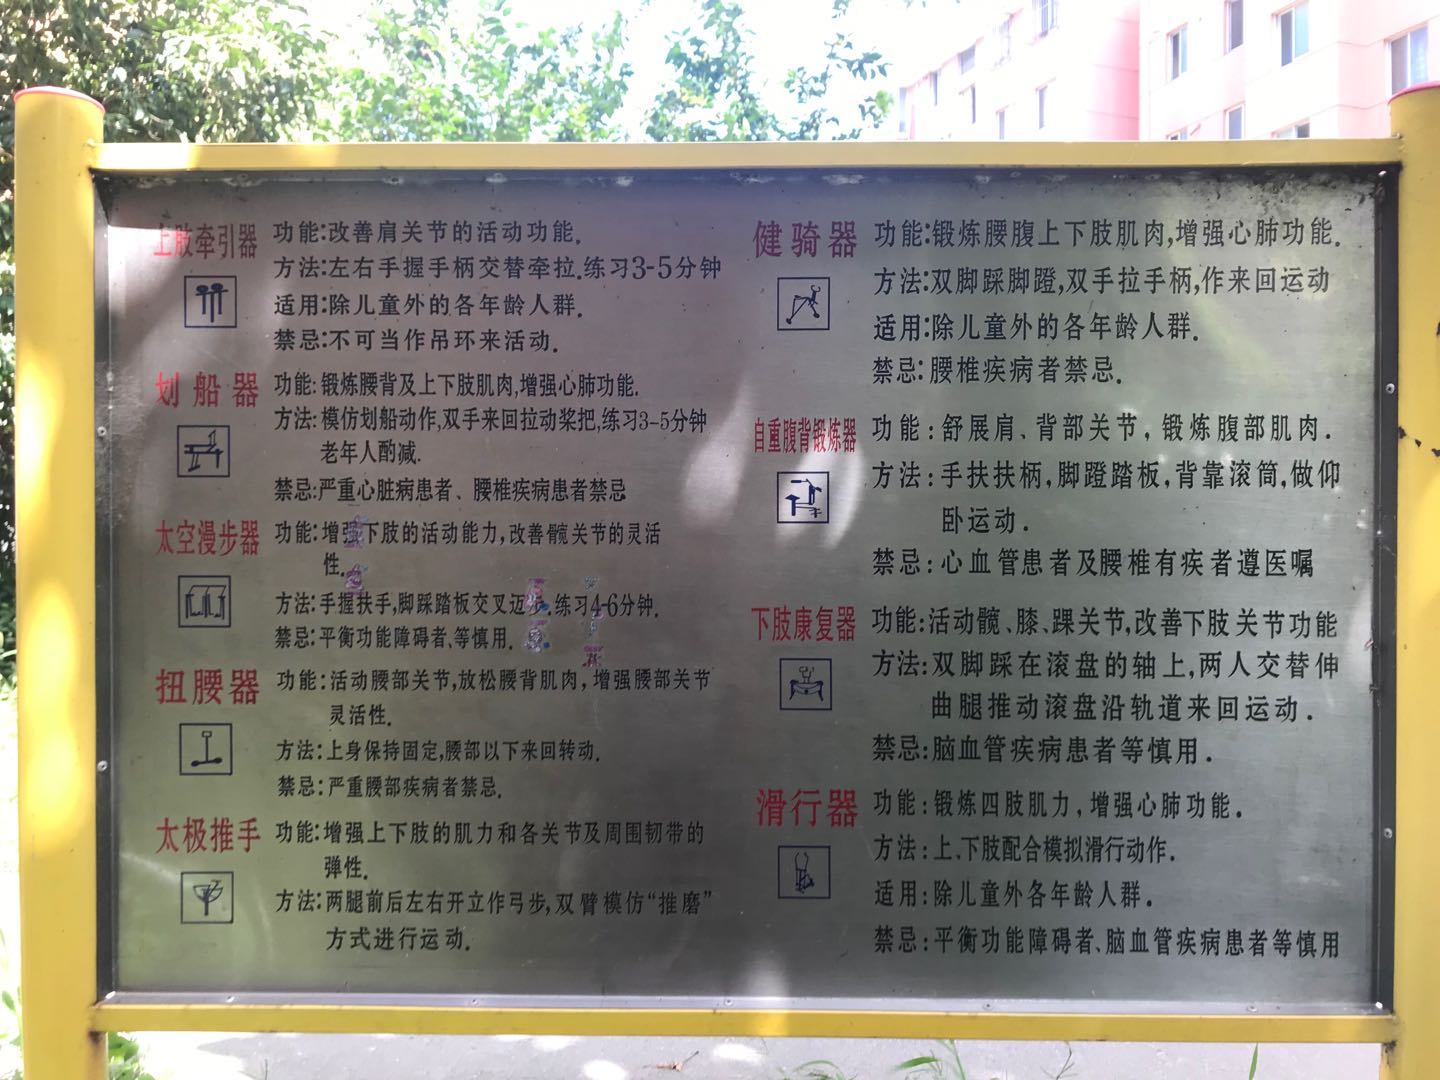 上肢牵引器
功能:改善肩关节的活动功能.
方法:左右手握手柄交替牵拉.练习3-5分钟
适用:除儿童外的各年龄人群.
禁忌:不可当作吊环来活动.
划船器
功能:锻炼腰背及上下肢肌肉,增强心肺功能.
方法:模仿划船动作,双手来回拉动桨把,练习3-5分钟
老年人酌减.
禁忌:严重心脏病患者、腰椎疾病患者禁忌
太空漫步器
功能:增强下肢的活动能力,改善髋关节的灵活
性.
方法:手握扶手,脚踩踏板交叉迈步.练习4-6分钟.
禁忌:平衡功能障碍者、等慎用.
扭腰器
功能:活动腰部关节,放松腰背肌肉,增强腰部关节
灵活性.
方法:上身保持固定,腰部以下来回转动.
禁忌:严重腰部疾病者禁忌.
太极推手
功能:增强上下肢的肌力和各关节及周围韧带的
弹性.
方法:两腿前后左右开立作弓步,双臂模仿“推磨”
方式进行运动.
健骑器
功能:锻炼腰腹上下肢肌肉,增强心肺功能.
方法:双脚踩脚蹬,双手拉手柄,作来回运动
适用:除儿童外的各年龄人群.
禁忌:腰椎疾病者禁忌.
自重腹背锻炼器
功能:舒展肩、背部关节,锻炼腹部肌肉.
方法:手扶扶柄,脚蹬踏板,背靠滚筒,做仰
卧运动.
禁忌:心血管患者及腰椎有疾者遵医嘱
下肢康复器
功能:活动髋、膝、踝关节,改善下肢关节功能
方法:双脚踩在滚盘的轴上,两人交替伸
曲腿推动滚盘沿轨道来回运动.
禁忌:脑血管疾病患者等慎用.
滑行器
功能:锻炼四肢肌力,增强心肺功能.
方法:上、下肢配合模拟滑行动作.
适用:除儿童外各年龄人群.
禁忌:平衡功能障碍者、脑血管疾病患者等慎用